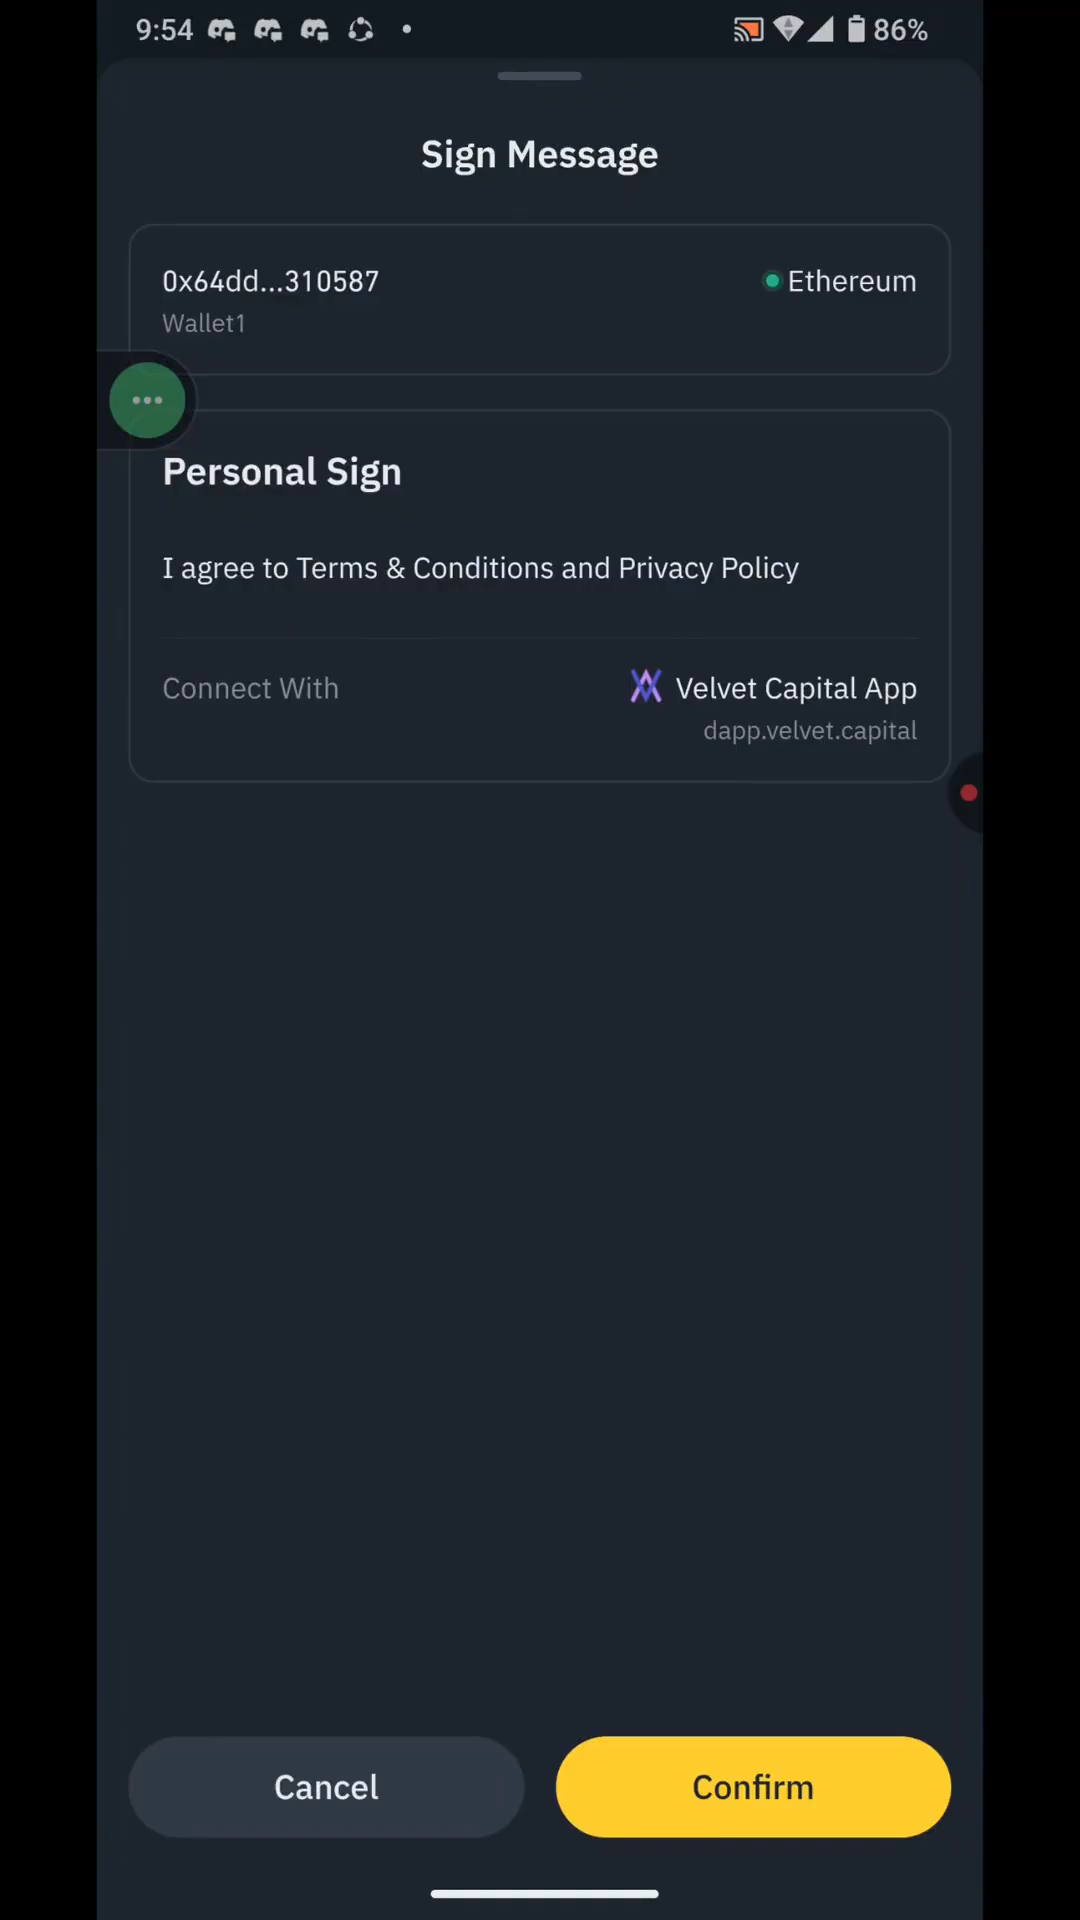 9:54
86%
Sign Message
0x64dd...310587
Ethereum
Wallet1
Personal Sign
I agree to Terms & Conditions and Privacy Policy
Connect With
Velvet Capital App
dapp.velvet.capital
Cancel
Confirm